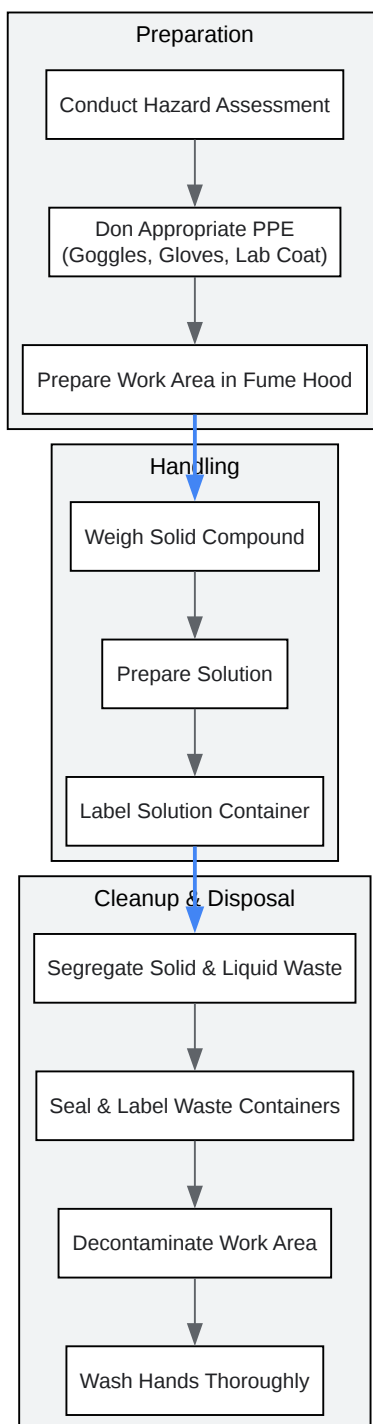 Preparation
Conduct Hazard Assessment
Don Appropriate PPE
(Goggles, Gloves, Lab Coat)
Prepare Work Area in Fume Hood
Handling
Weigh Solid Compound
Prepare Solution
Label Solution Container
Cleanup & Disposal
Segregate Solid & Liquid Waste
Seal & Label Waste Containers
Decontaminate Work Area
Wash Hands Thoroughly